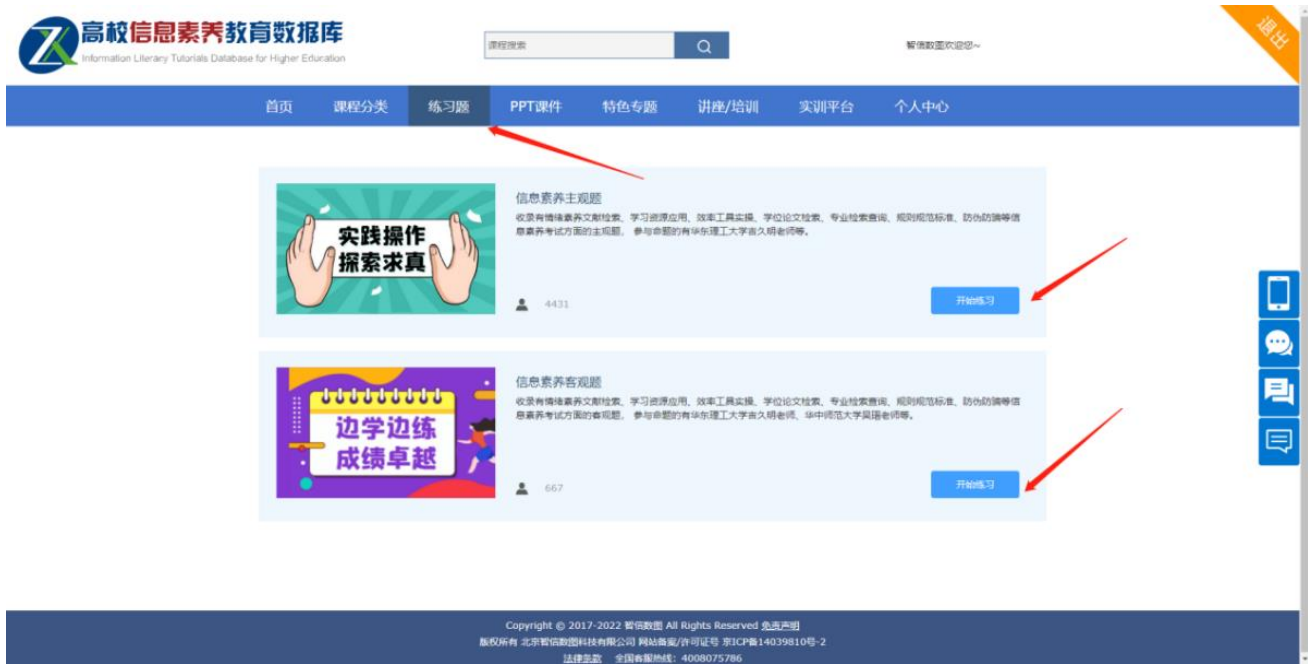 高校信息素养教育数据库
Information Literary Tutorials Database for Higher Education
课程搜索
智信数图欢迎您~
退出
首页 课程分类 练习题 PPT课件 特色专题 讲座/培训 实训平台 个人中心
实践操作
探索求真
信息素养主观题
收录有情绪素养文献检索、学习资源应用、效率工具实操、学位论文检索、专业检索查询、规则规范标准、防伪防骗等信
息素养考试方面的主观题， 参与命题的有华东理工大学吉久明老师等。
4431
开始练习
边学边练
成绩卓越
信息素养客观题
收录有情绪素养文献检索、学习资源应用、效率工具实操、学位论文检索、专业检索查询、规则规范标准、防伪防骗等信
息素养考试方面的客观题， 参与命题的有华东理工大学吉久明老师、华中师范大学吴瑾老师等。
667
开始练习
Copyright © 2017-2022 智信数图 All Rights Reserved 免责声明
版权所有 北京智信数图科技有限公司 网站备案/许可证号 京ICP备14039810号-2
法律条款 全国客服热线：4008075786